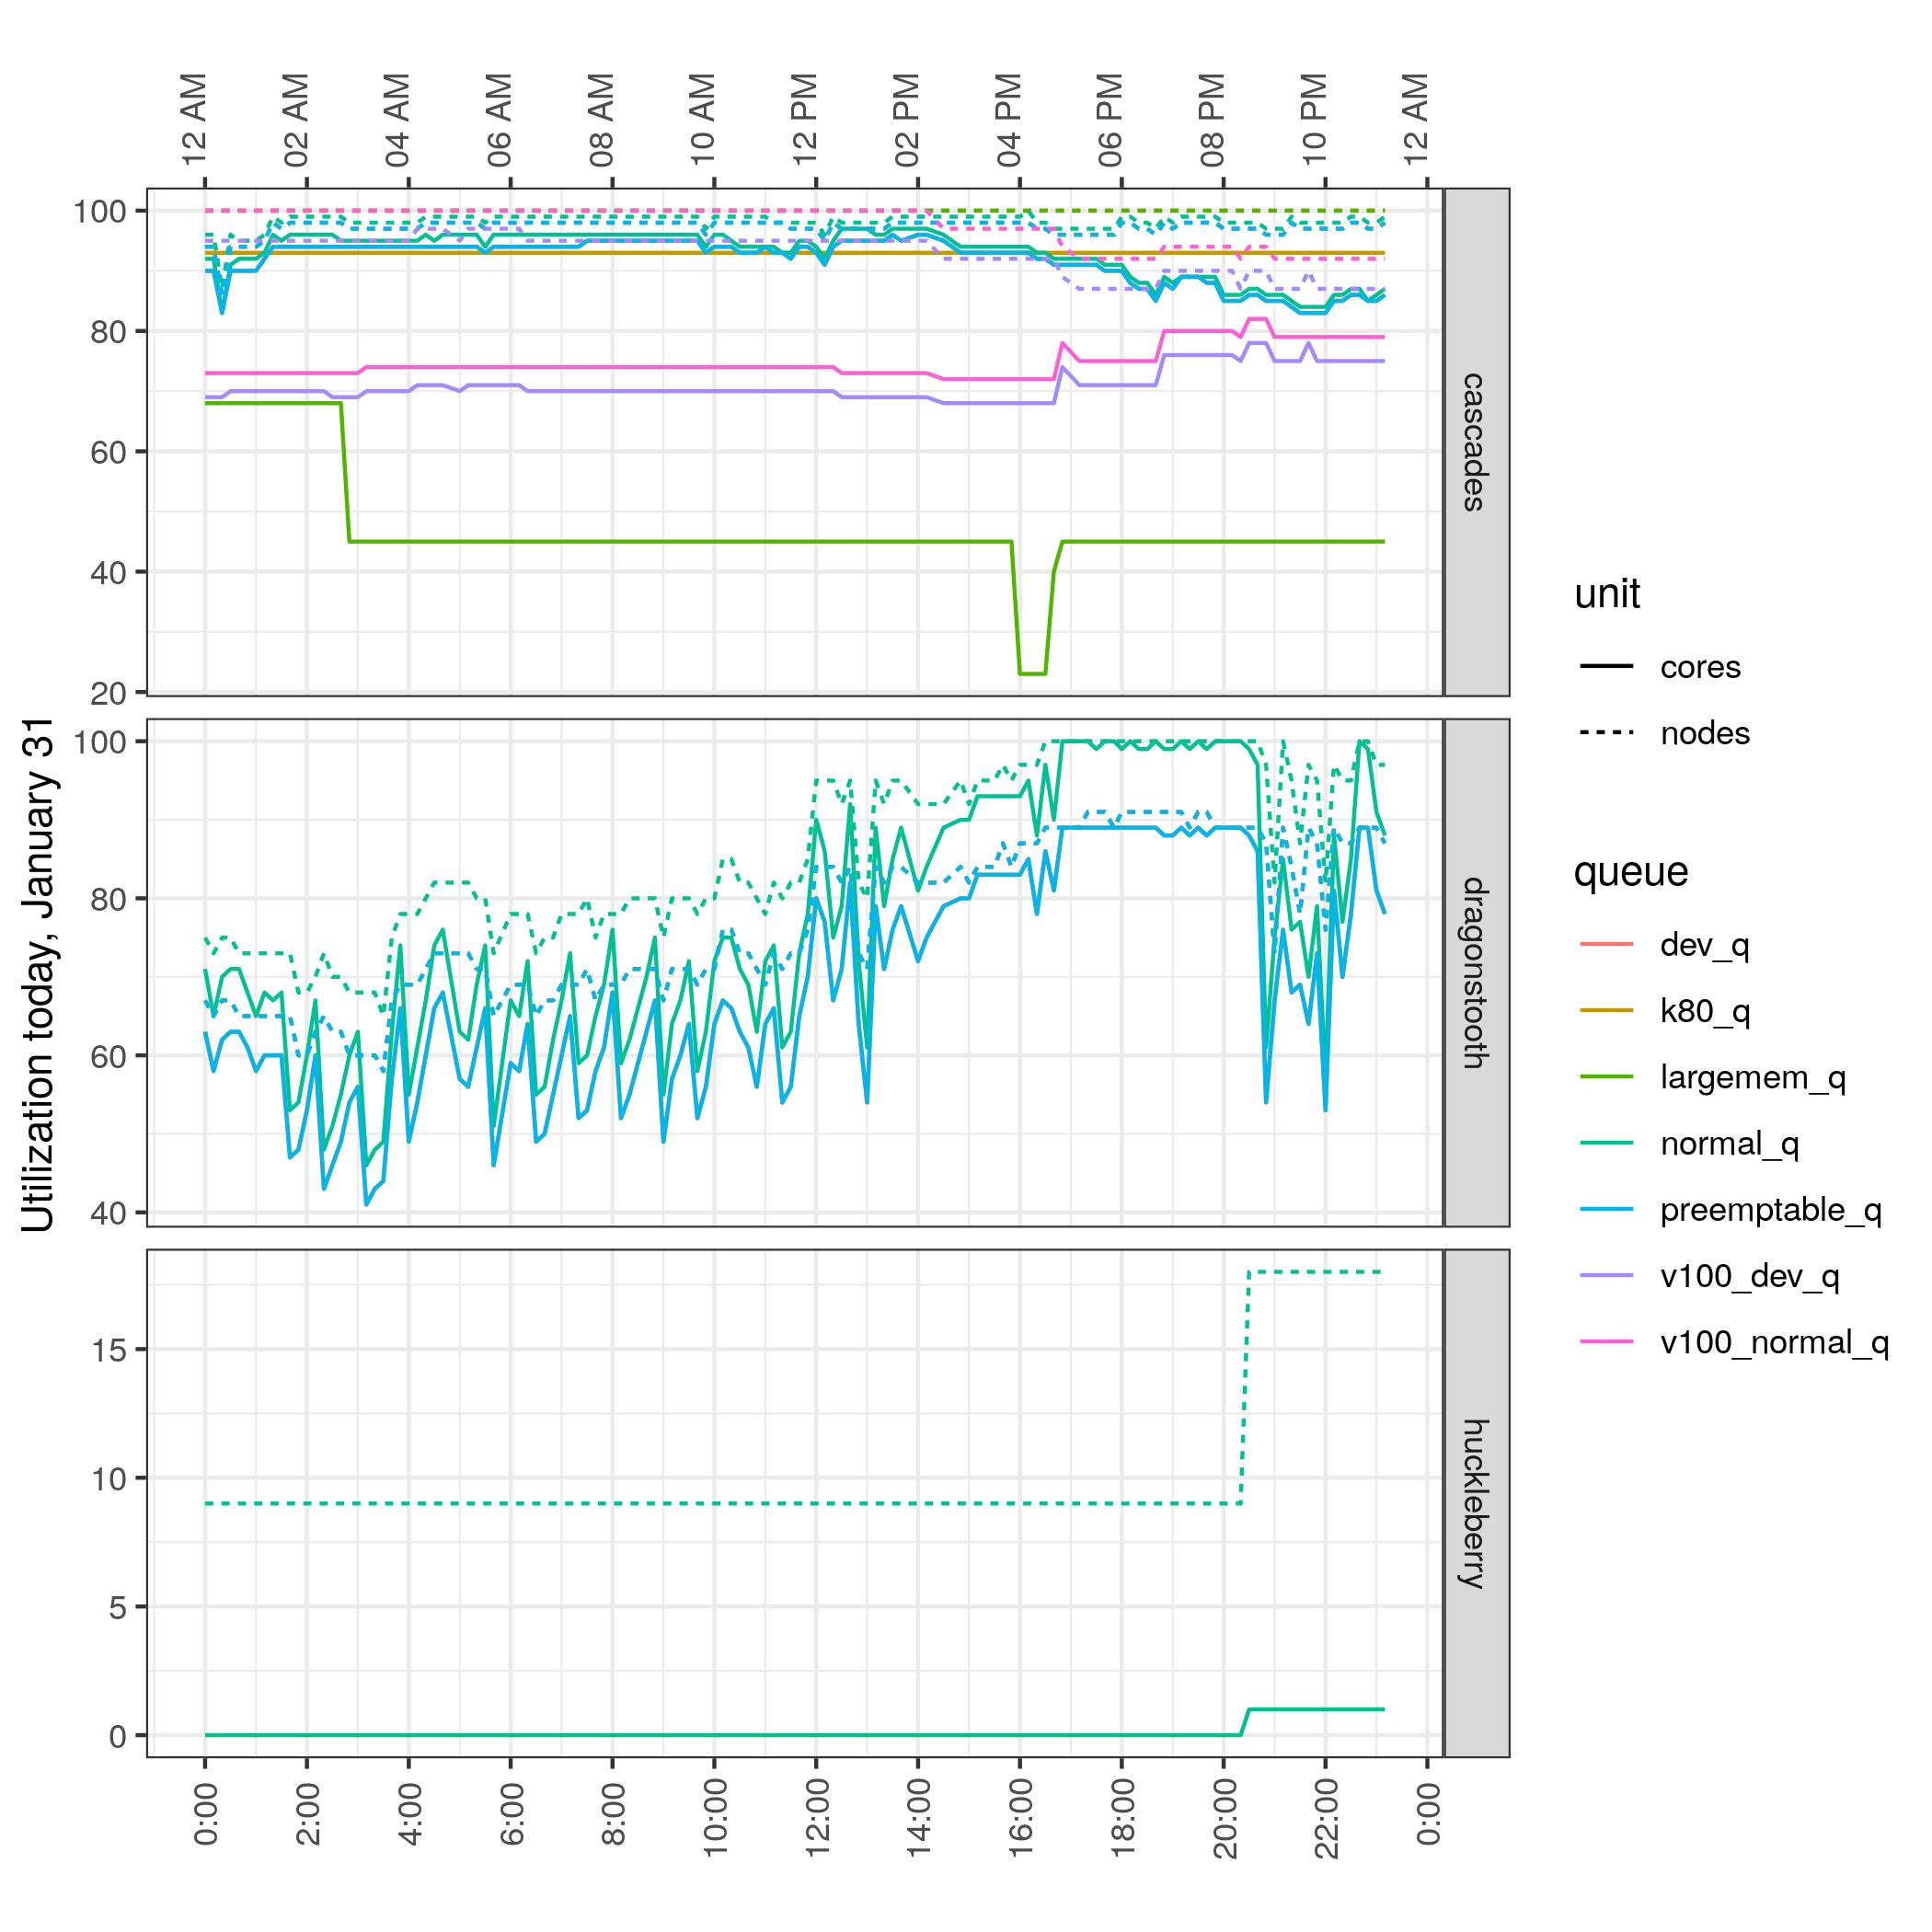 12 AM
02 AM
04 AM
06 AM
08 AM
10 AM
12 PM
02 PM
04 PM
06 PM
08 PM
10 PM
12 AM
Utilization today, January 31
100
80
60
40
20
cascades
100
80
60
40
dragonstooth
15
10
5
0
huckleberry
0:00
2:00
4:00
6:00
8:00
10:00
12:00
14:00
16:00
18:00
20:00
22:00
0:00
unit
cores
nodes
queue
dev_q
k80_q
largemem_q
normal_q
preemptable_q
v100_dev_q
v100_normal_q